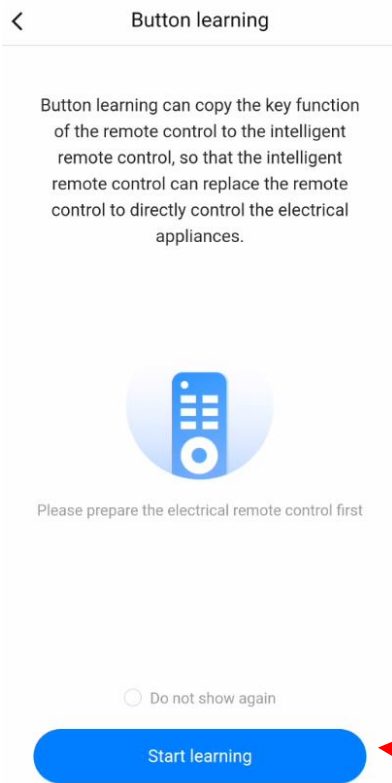 Button learning
Button learning can copy the key function
of the remote control to the intelligent
remote control, so that the intelligent
remote control can replace the remote
control to directly control the electrical
appliances.
Please prepare the electrical remote control first
Do not show again
Start learning